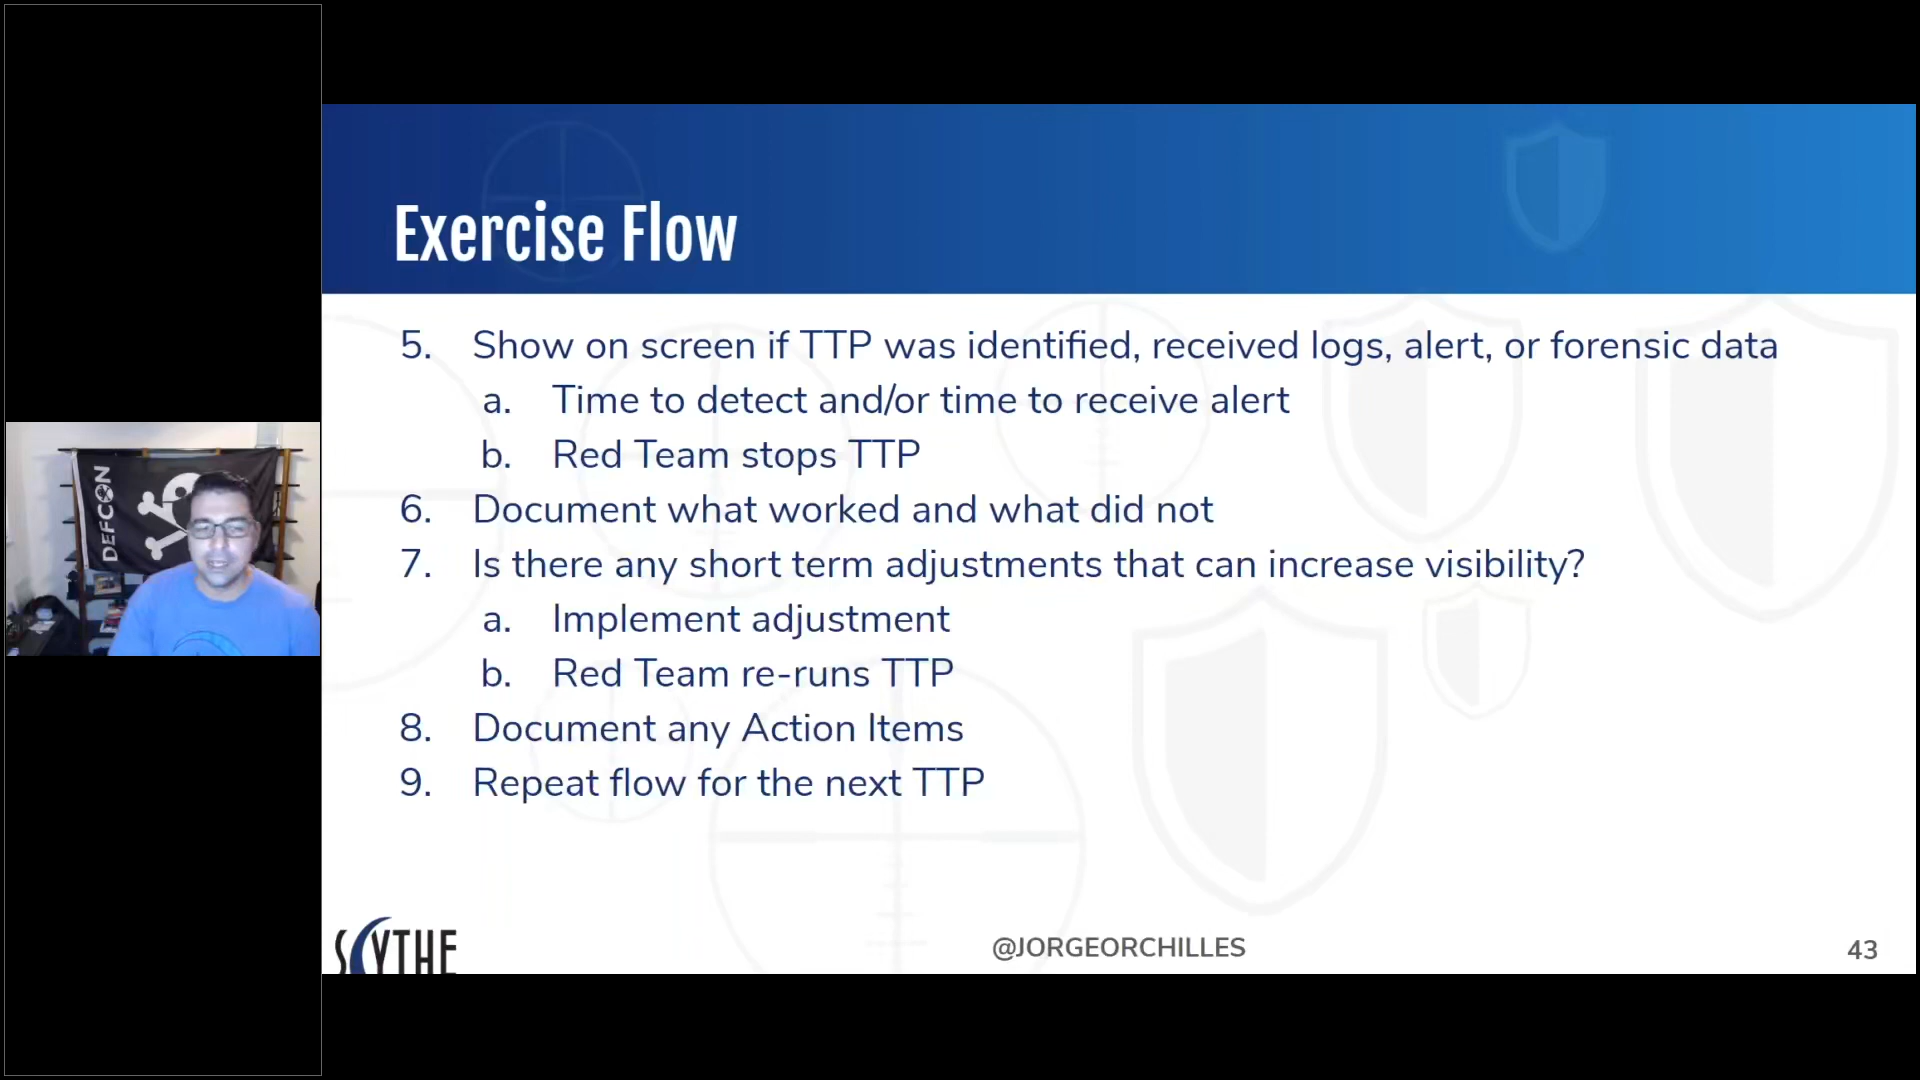 Exercise Flow
5. Show on screen if TTP was identified, received logs, alert, or forensic data
a. Time to detect and/or time to receive alert
b. Red Team stops TTP
6. Document what worked and what did not
7. Is there any short term adjustments that can increase visibility?
a. Implement adjustment
b. Red Team re-runs TTP
8. Document any Action Items
9. Repeat flow for the next TTP
DEFCON
SCYTHE
@JORGEORCHILLES
43